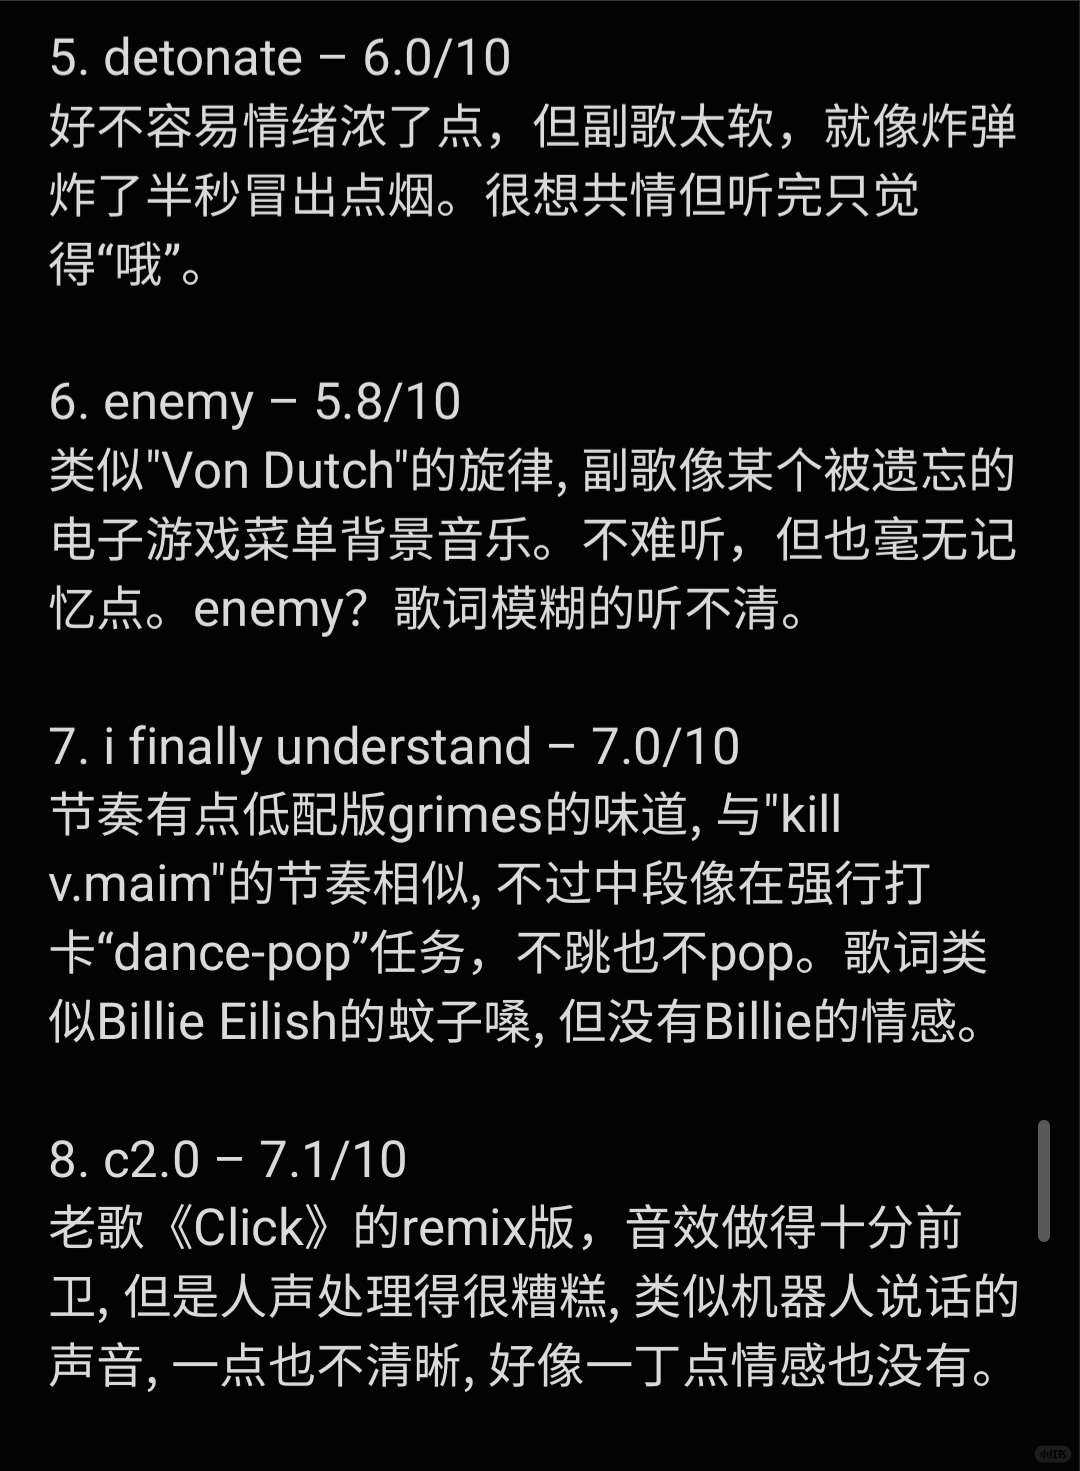 5. detonate – 6.0/10
好不容易情绪浓了点，但副歌太软，就像炸弹
炸了半秒冒出点烟。很想共情但听完只觉
得“哦”。
6. enemy – 5.8/10
类似"Von Dutch"的旋律, 副歌像某个被遗忘的
电子游戏菜单背景音乐。不难听，但也毫无记
忆点。enemy？歌词模糊的听不清。
7. i finally understand – 7.0/10
节奏有点低配版grimes的味道, 与"kill
v.maim"的节奏相似, 不过中段像在强行打
卡“dance-pop”任务，不跳也不pop。歌词类
似Billie Eilish的蚊子嗓, 但没有Billie的情感。
8. c2.0 – 7.1/10
老歌《Click》的remix版，音效做得十分前
卫, 但是人声处理得很糟糕, 类似机器人说话的
声音, 一点也不清晰, 好像一丁点情感也没有。
小红书